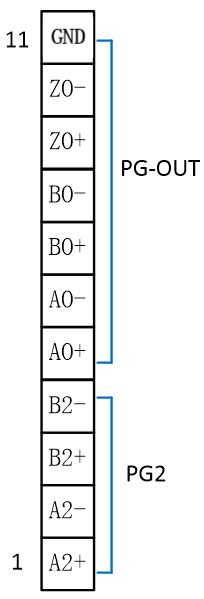 11 GND
Z0-
Z0+
PG-OUT
B0-
B0+
A0-
A0+
B2-
B2+
PG2
A2-
1 A2+